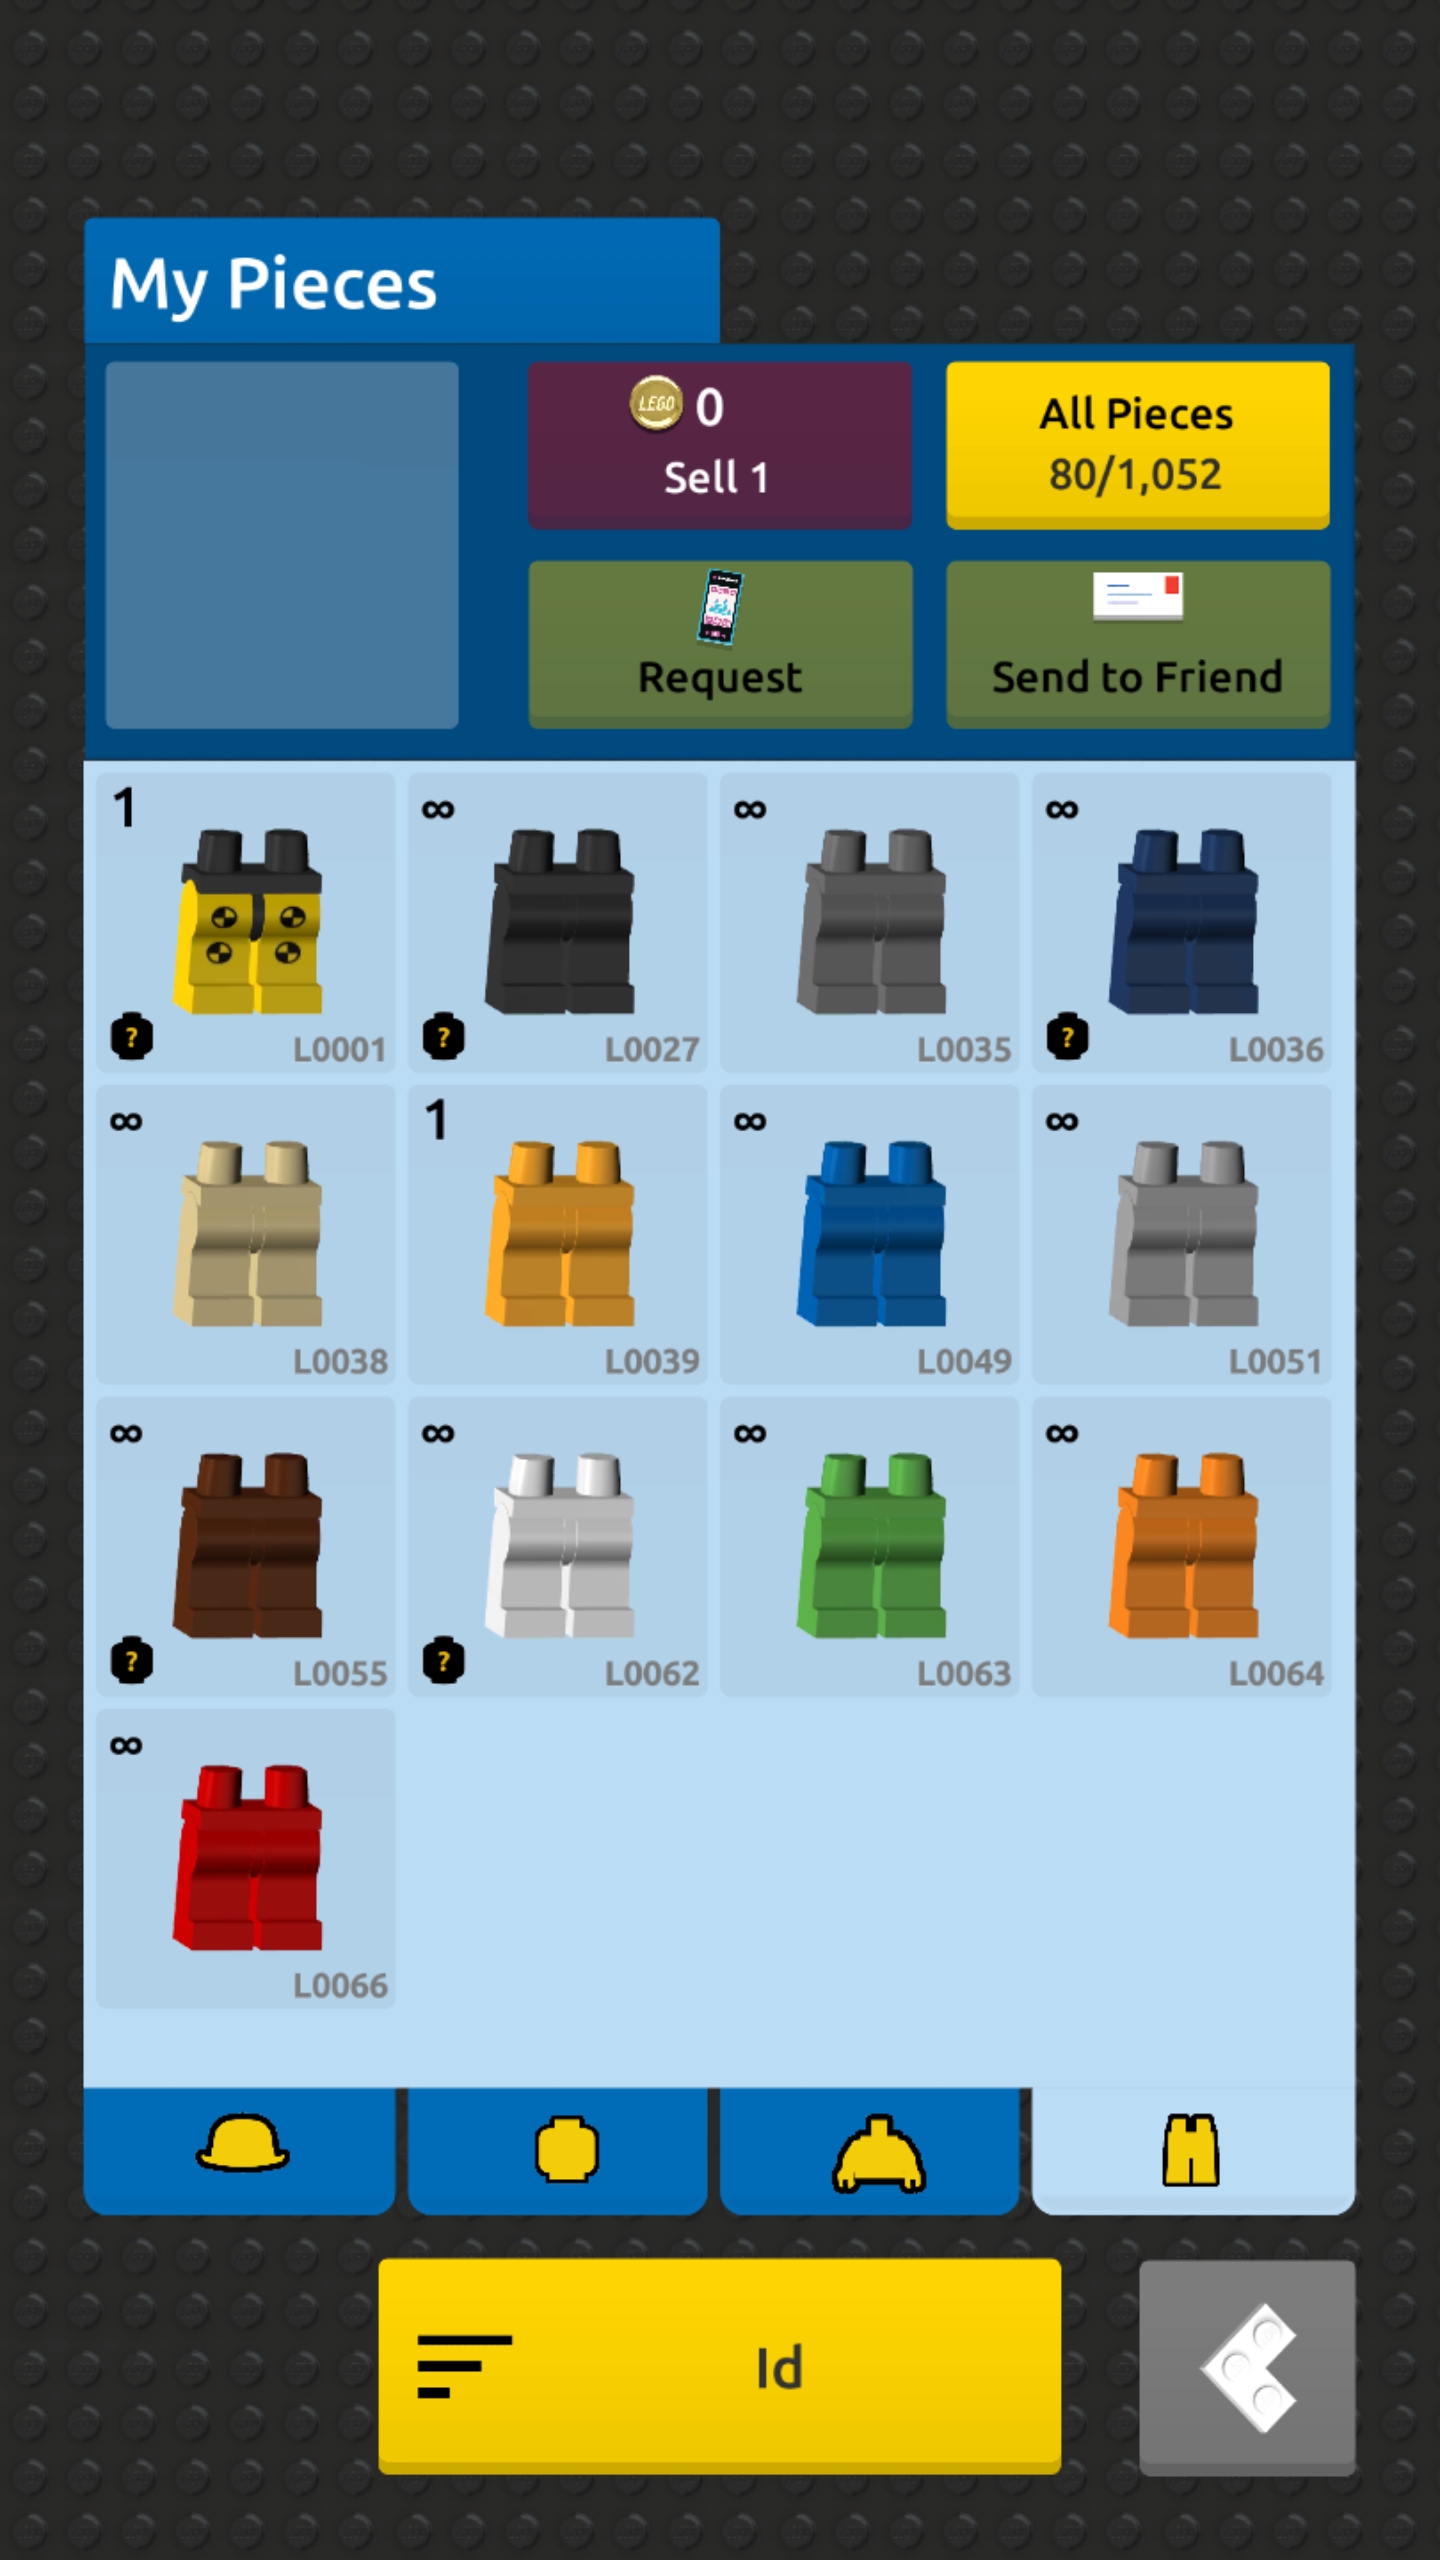 My Pieces
LEGO 0
Sell 1
All Pieces
80/1,052
Request
Send to Friend
1 ∞ ∞ ∞
? L0001 ? L0027 L0035 ? L0036
∞ 1 ∞ ∞
L0038 L0039 L0049 L0051
∞ ∞ ∞ ∞
? L0055 ? L0062 L0063 L0064
∞
L0066
Id